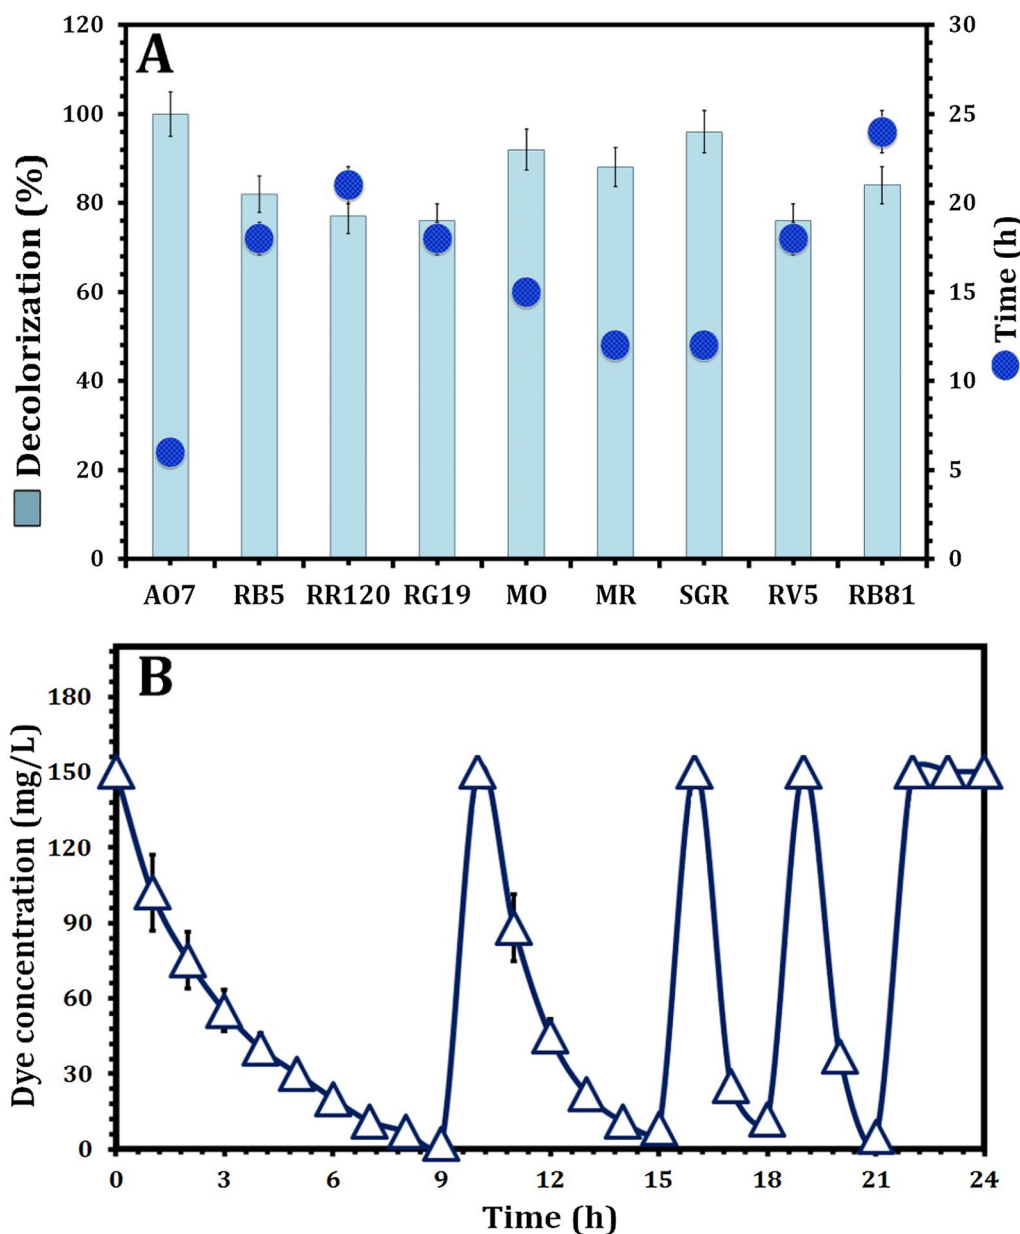 A
120
100
80
60
40
20
0
Decolorization (%)
30
25
20
15
10
5
0
Time (h)
AO7 RB5 RR120 RG19 MO MR SGR RV5 RB81
B
180
150
120
90
60
30
0
Dye concentration (mg/L)
0 3 6 9 12 15 18 21 24
Time (h)